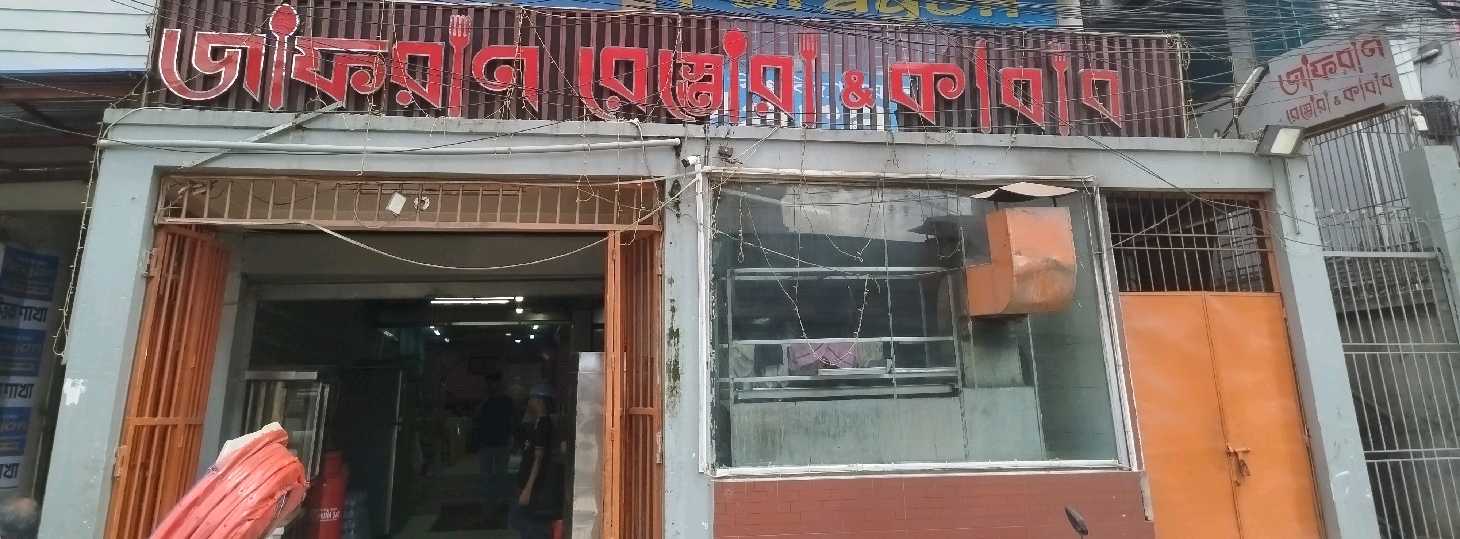 জাফরান রেস্তোরা & কাবাব
জাফরান
রেস্তোরা & কাবাব
শাখা
শাখা
শাখা